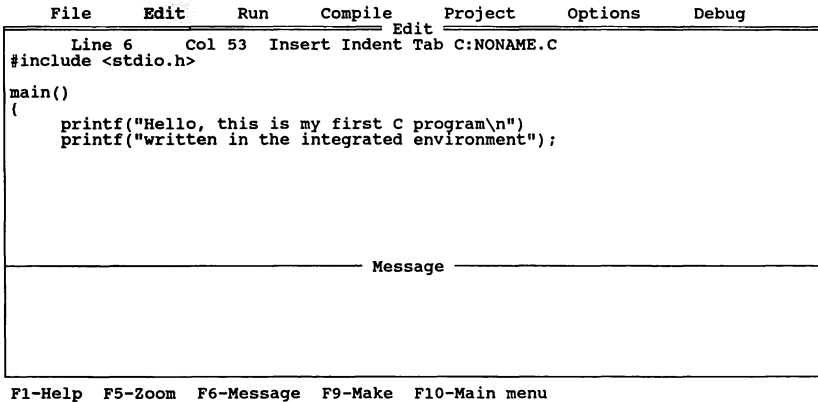 File Edit Run Compile Project Options Debug
Edit
Line 6 Col 53 Insert Indent Tab C:NONAME.C
#include <stdio.h>
main()
{
printf("Hello, this is my first C program\n")
printf("written in the integrated environment");
Message
F1-Help F5-Zoom F6-Message F9-Make F10-Main menu